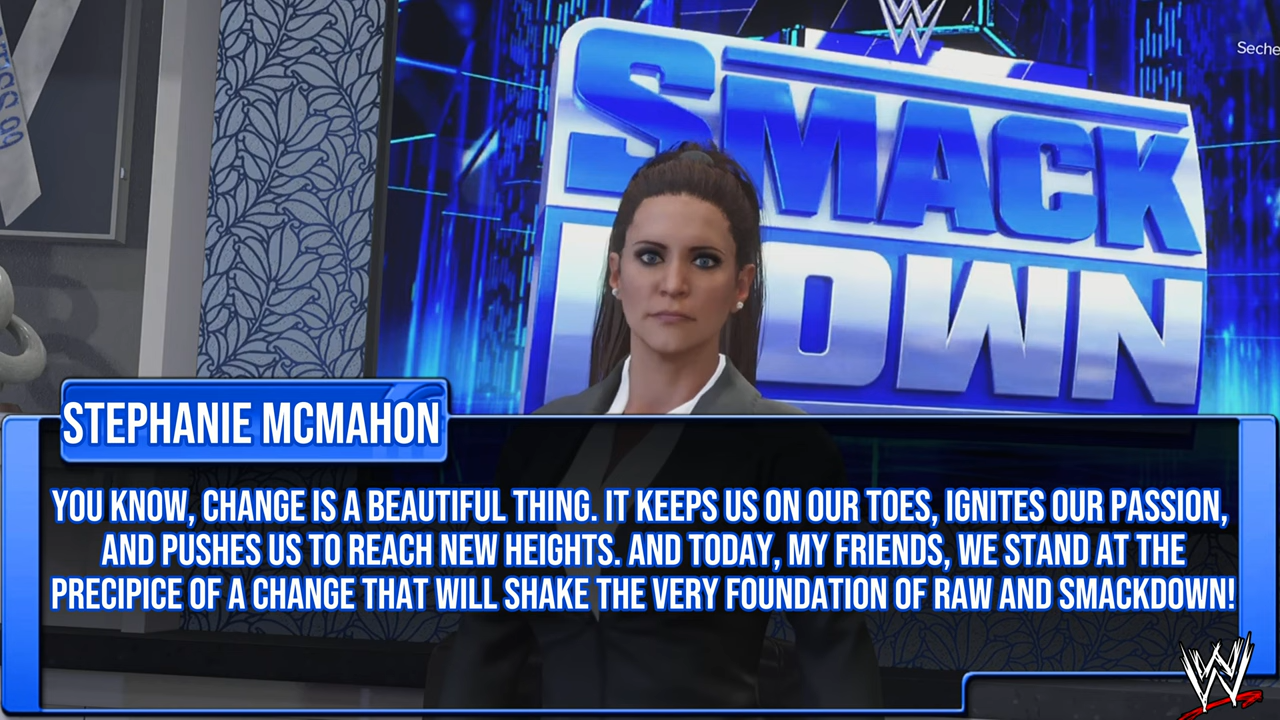 Seche
W
SMACK
DOWN
STEPHANIE MCMAHON
YOU KNOW, CHANGE IS A BEAUTIFUL THING. IT KEEPS US ON OUR TOES, IGNITES OUR PASSION,
AND PUSHES US TO REACH NEW HEIGHTS. AND TODAY, MY FRIENDS, WE STAND AT THE
PRECIPICE OF A CHANGE THAT WILL SHAKE THE VERY FOUNDATION OF RAW AND SMACKDOWN!
W